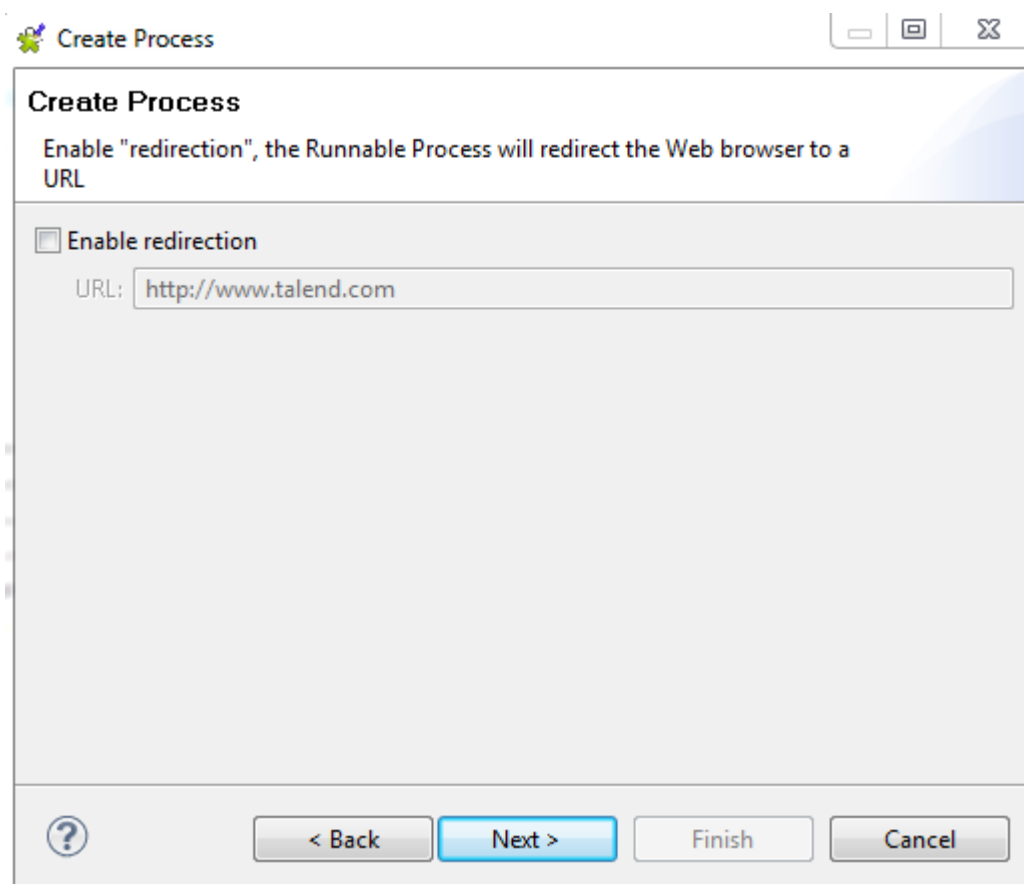 Create Process
Create Process
Enable "redirection", the Runnable Process will redirect the Web browser to a
URL
Enable redirection
URL: http://www.talend.com
? < Back Next > Finish Cancel